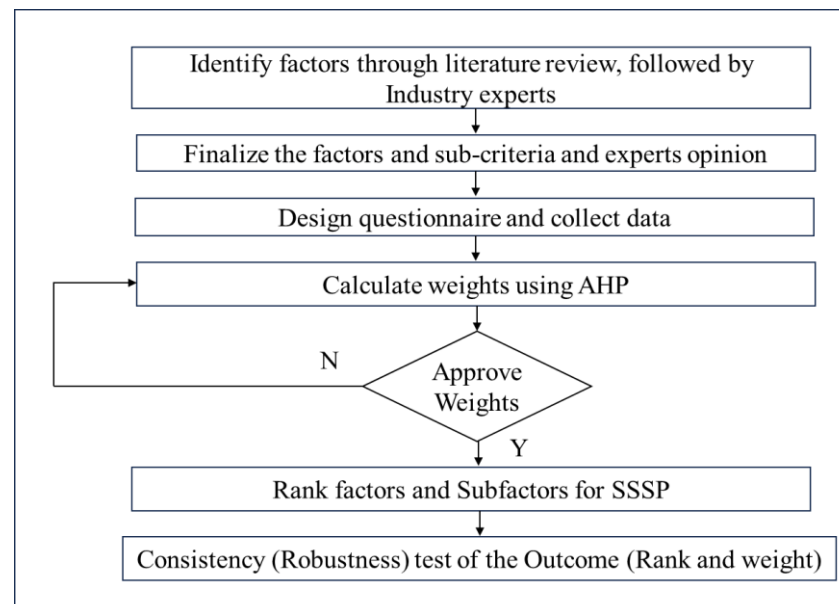 Identify factors through literature review, followed by
Industry experts
Finalize the factors and sub-criteria and experts opinion
Design questionnaire and collect data
Calculate weights using AHP
N
Approve
Weights
Y
Rank factors and Subfactors for SSSP
Consistency (Robustness) test of the Outcome (Rank and weight)